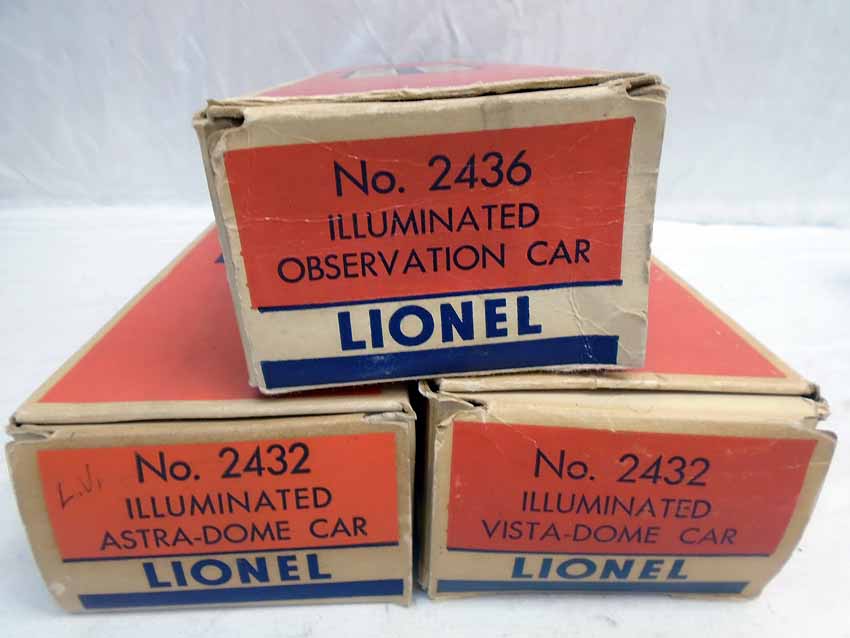 No. 2436
ILLUMINATED
OBSERVATION CAR
LIONEL
L.V.
No. 2432
ILLUMINATED
ASTRA-DOME CAR
LIONEL
No. 2432
ILLUMINATED
VISTA-DOME CAR
LIONEL